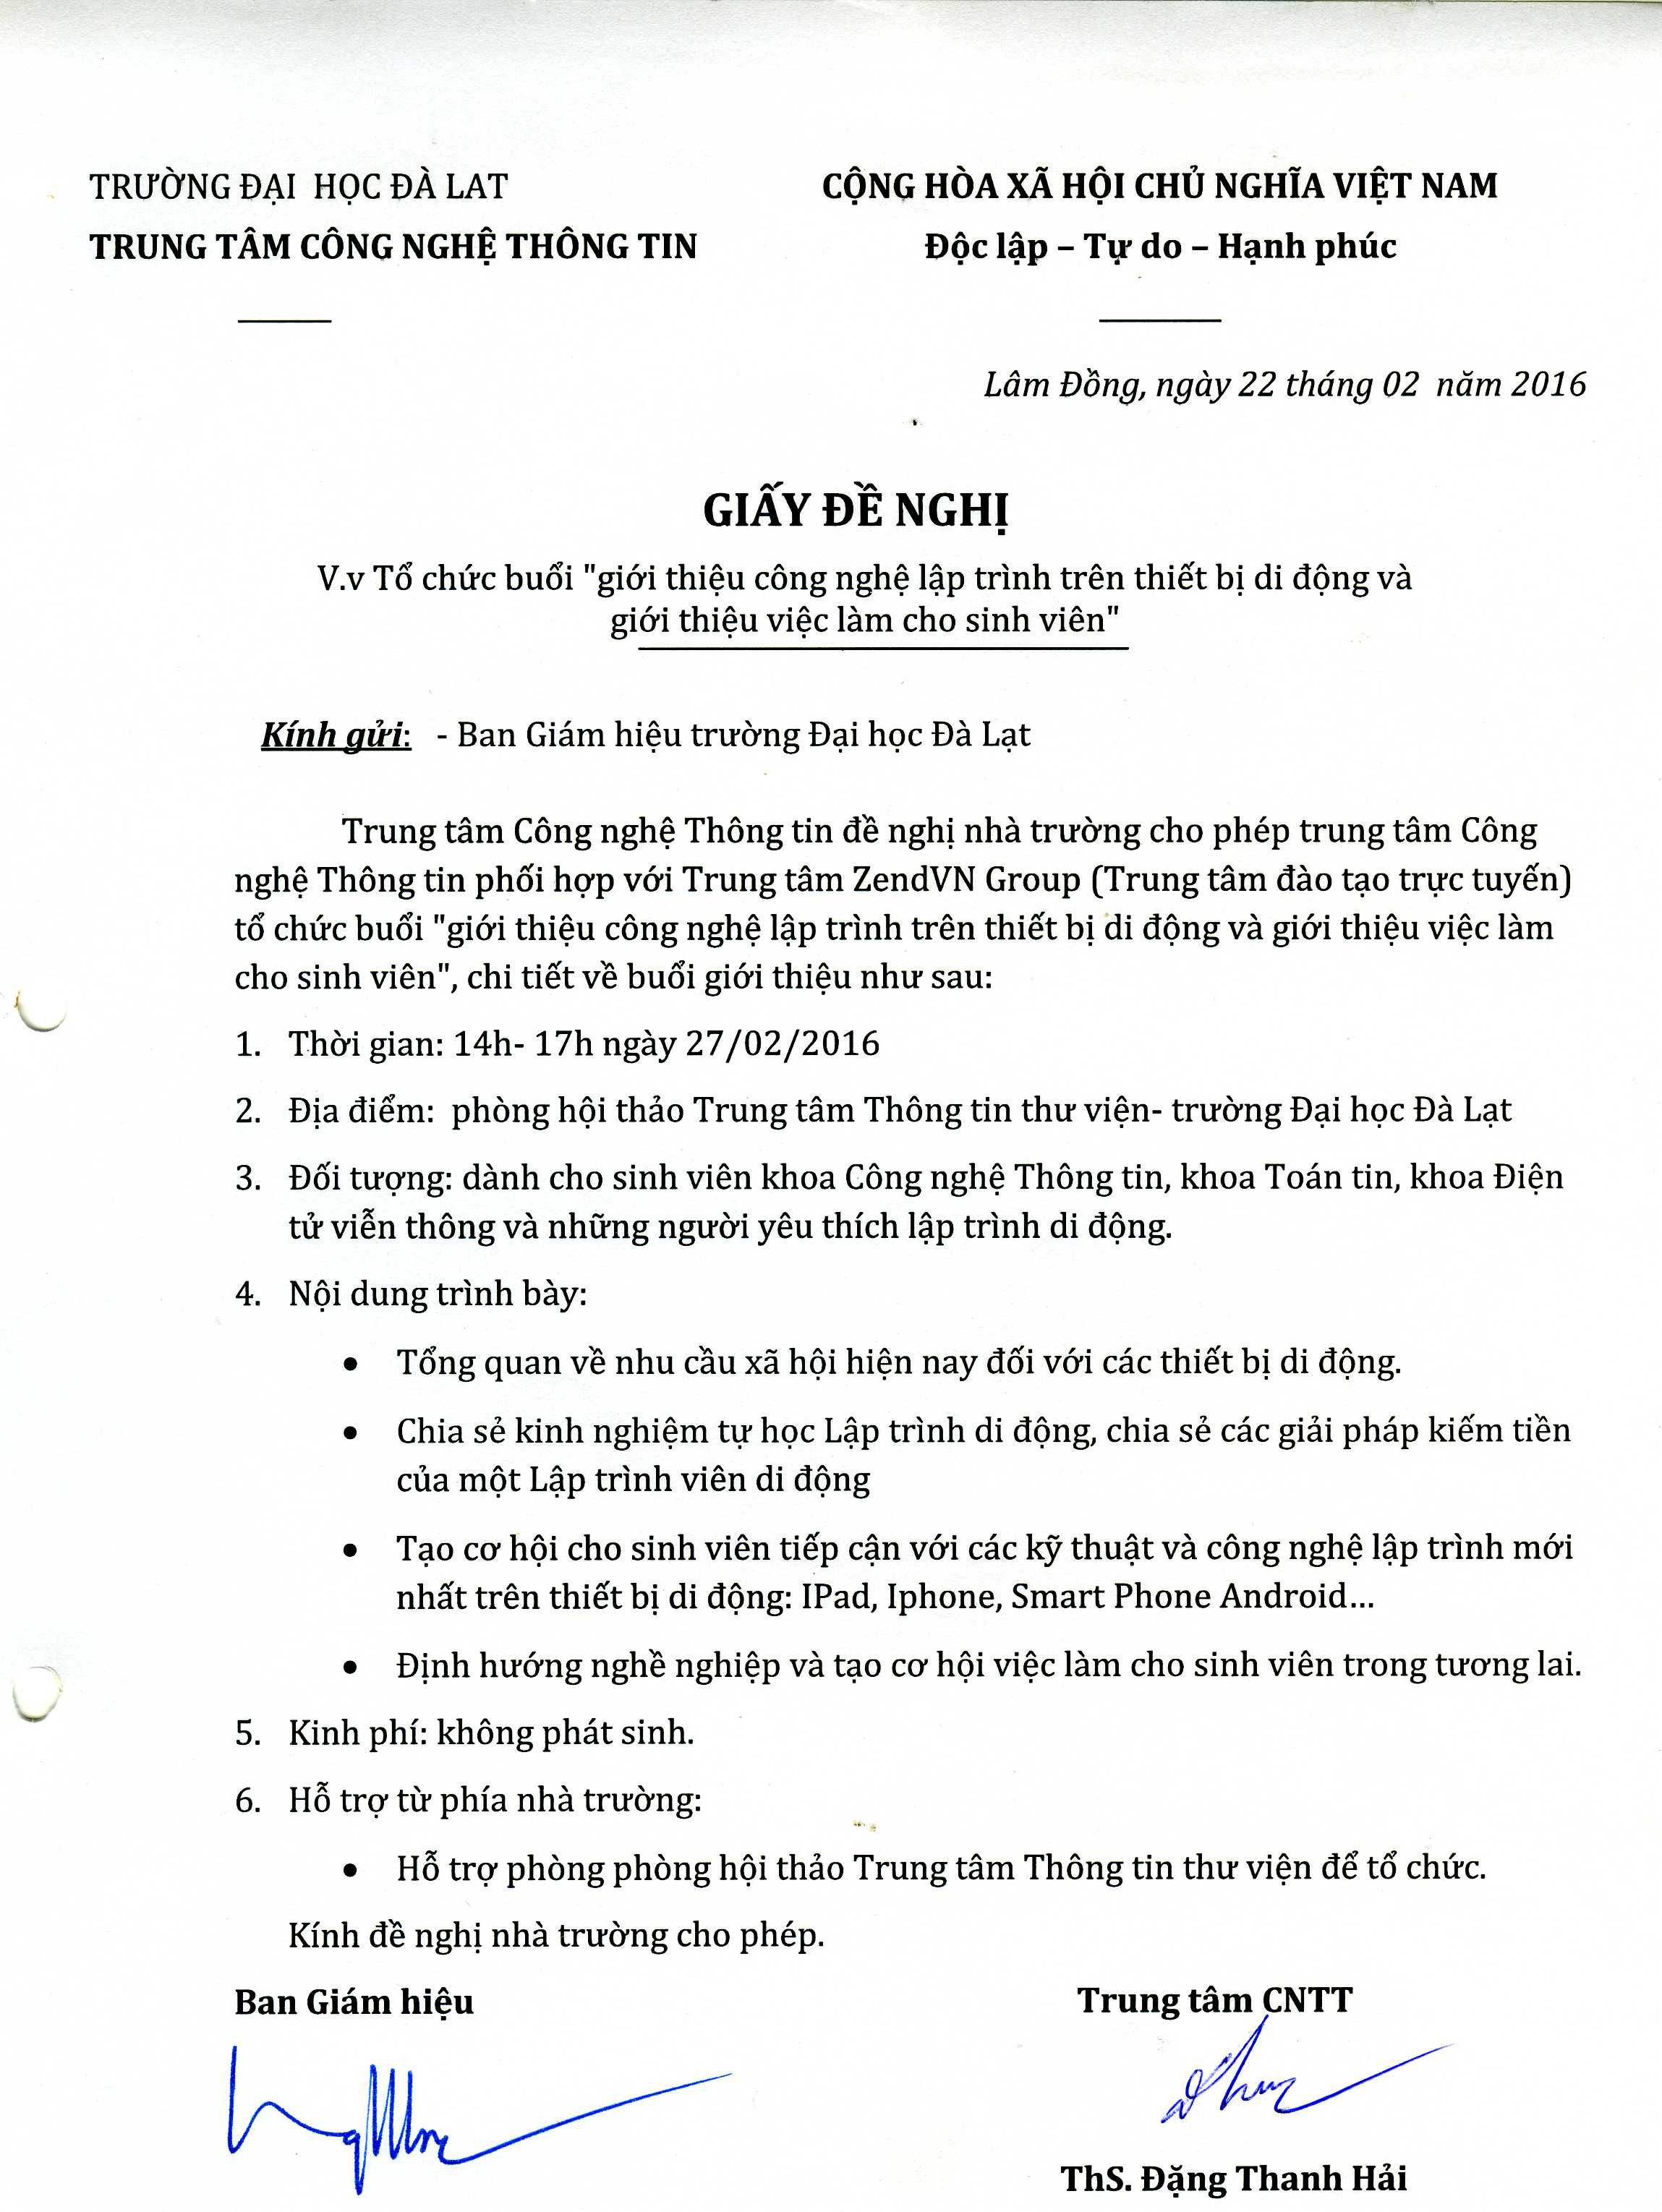 TRƯỜNG ĐẠI HỌC ĐÀ LAT
CỘNG HÒA XÃ HỘI CHỦ NGHĨA VIỆT NAM
TRUNG TÂM CÔNG NGHỆ THÔNG TIN
Độc lập – Tự do – Hạnh phúc
Lâm Đồng, ngày 22 tháng 02 năm 2016
GIẤY ĐỀ NGHỊ
V.v Tổ chức buổi "giới thiệu công nghệ lập trình trên thiết bị di động và
giới thiệu việc làm cho sinh viên"
Kính gửi: - Ban Giám hiệu trường Đại học Đà Lạt
Trung tâm Công nghệ Thông tin đề nghị nhà trường cho phép trung tâm Công
nghệ Thông tin phối hợp với Trung tâm ZendVN Group (Trung tâm đào tạo trực tuyến)
tổ chức buổi "giới thiệu công nghệ lập trình trên thiết bị di động và giới thiệu việc làm
cho sinh viên", chi tiết về buổi giới thiệu như sau:
1. Thời gian: 14h- 17h ngày 27/02/2016
2. Địa điểm: phòng hội thảo Trung tâm Thông tin thư viện- trường Đại học Đà Lạt
3. Đối tượng: dành cho sinh viên khoa Công nghệ Thông tin, khoa Toán tin, khoa Điện
tử viễn thông và những người yêu thích lập trình di động.
4. Nội dung trình bày:
• Tổng quan về nhu cầu xã hội hiện nay đối với các thiết bị di động.
• Chia sẻ kinh nghiệm tự học Lập trình di động, chia sẻ các giải pháp kiếm tiền
của một Lập trình viên di động
• Tạo cơ hội cho sinh viên tiếp cận với các kỹ thuật và công nghệ lập trình mới
nhất trên thiết bị di động: IPad, Iphone, Smart Phone Android...
• Định hướng nghề nghiệp và tạo cơ hội việc làm cho sinh viên trong tương lai.
5. Kinh phí: không phát sinh.
6. Hỗ trợ từ phía nhà trường:
• Hỗ trợ phòng phòng hội thảo Trung tâm Thông tin thư viện để tổ chức.
Kính đề nghị nhà trường cho phép.
Ban Giám hiệu
Trung tâm CNTT
ThS. Đặng Thanh Hải